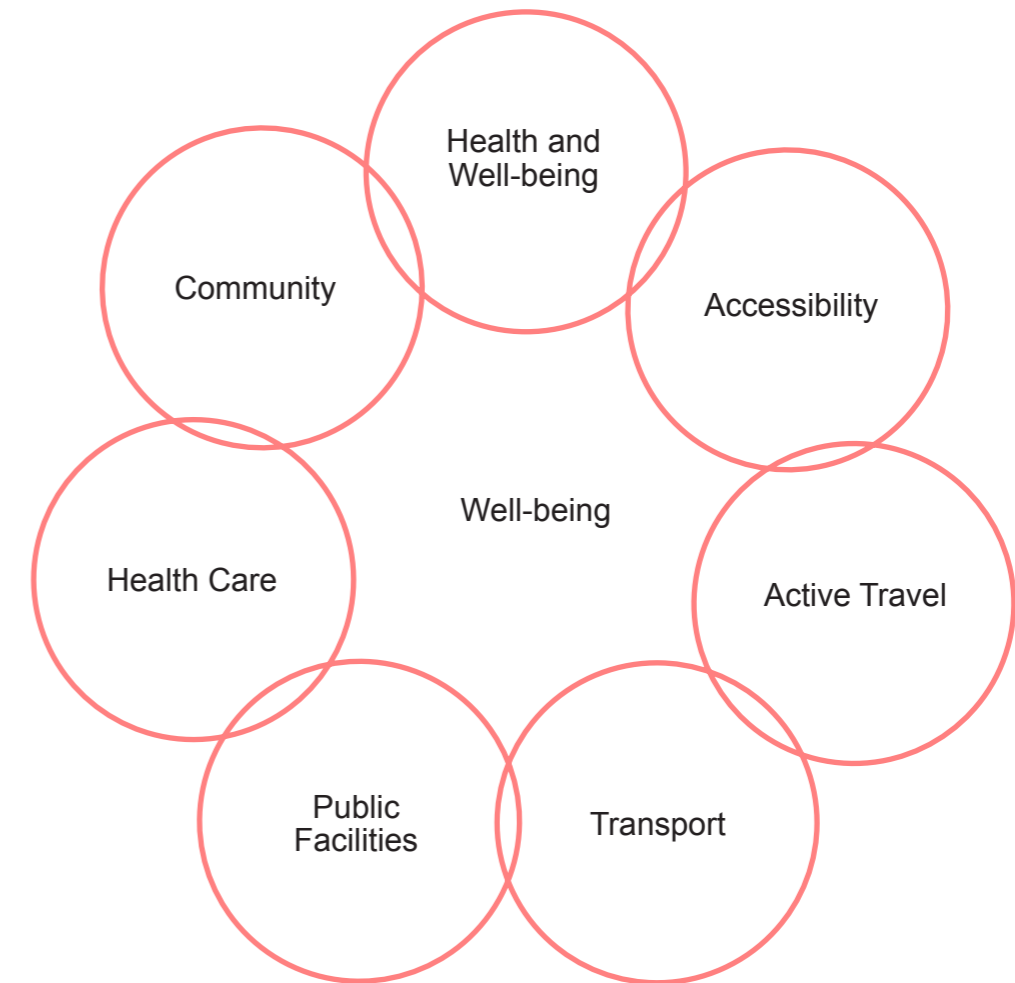 Health and
Well-being
Community
Accessibility
Well-being
Health Care
Active Travel
Public
Facilities
Transport